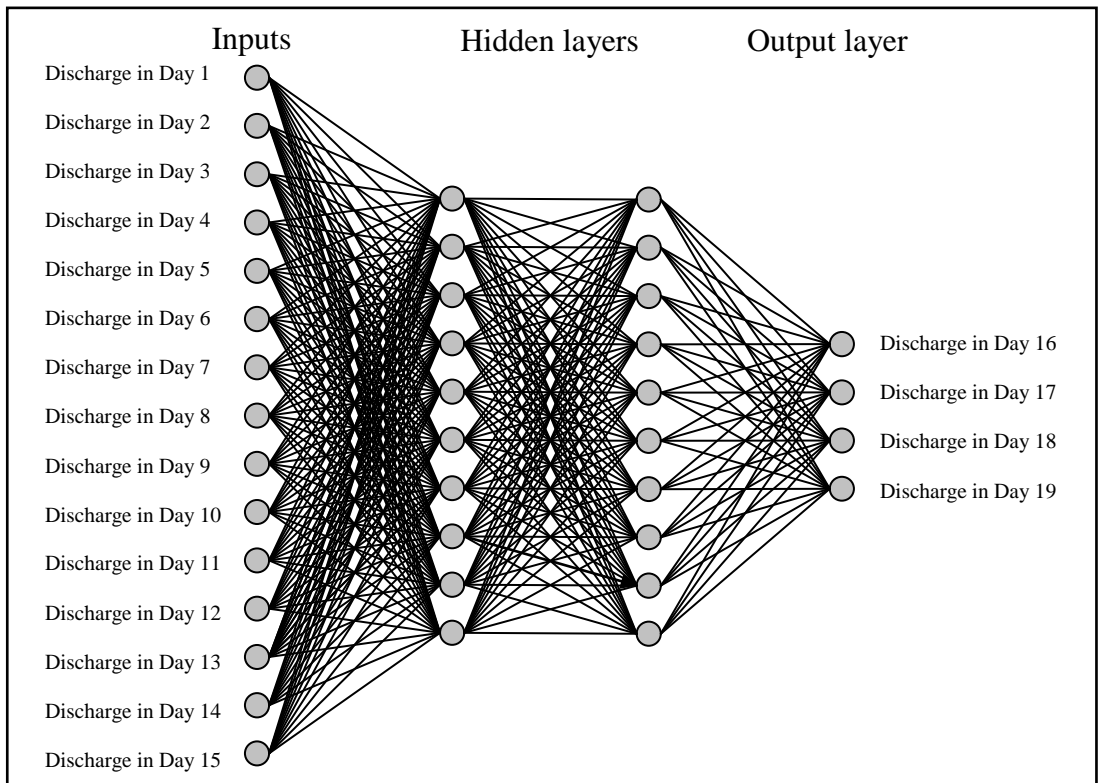 Inputs
Hidden layers
Output layer
Discharge in Day 1
Discharge in Day 2
Discharge in Day 3
Discharge in Day 4
Discharge in Day 5
Discharge in Day 6
Discharge in Day 7
Discharge in Day 8
Discharge in Day 9
Discharge in Day 10
Discharge in Day 11
Discharge in Day 12
Discharge in Day 13
Discharge in Day 14
Discharge in Day 15
Discharge in Day 16
Discharge in Day 17
Discharge in Day 18
Discharge in Day 19